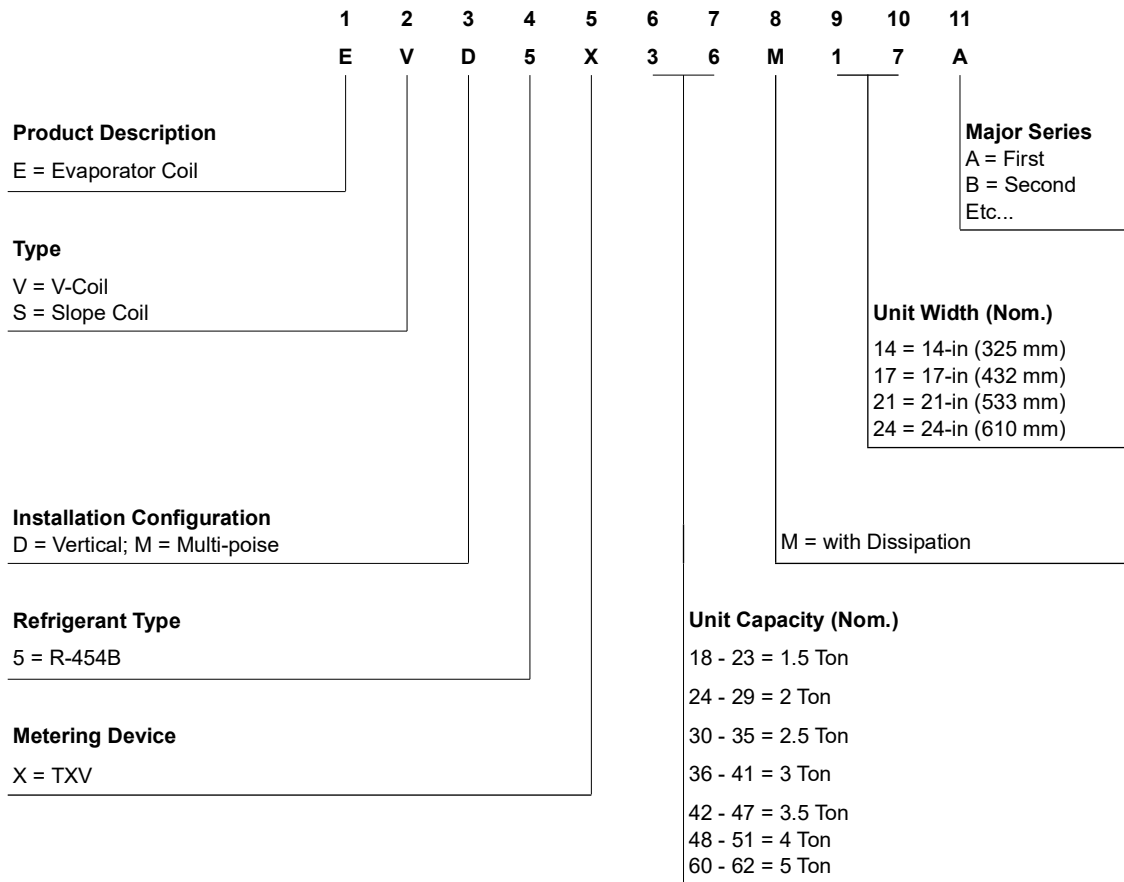 1 2 3 4 5 6 7 8 9 10 11
E V D 5 X 3 6 M 1 7 A
Product Description
E = Evaporator Coil
Major Series
A = First
B = Second
Etc...
Type
V = V-Coil
S = Slope Coil
Unit Width (Nom.)
14 = 14-in (325 mm)
17 = 17-in (432 mm)
21 = 21-in (533 mm)
24 = 24-in (610 mm)
Installation Configuration
D = Vertical; M = Multi-poise
M = with Dissipation
Refrigerant Type
5 = R-454B
Metering Device
X = TXV
Unit Capacity (Nom.)
18 - 23 = 1.5 Ton
24 - 29 = 2 Ton
30 - 35 = 2.5 Ton
36 - 41 = 3 Ton
42 - 47 = 3.5 Ton
48 - 51 = 4 Ton
60 - 62 = 5 Ton